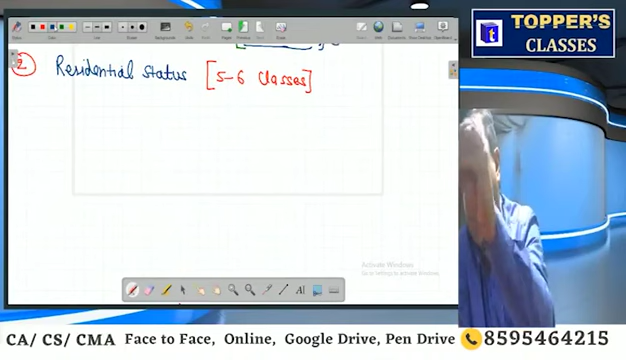 TOPPER'S
CLASSES
t
② Residential Status [5-6 Classes]
Activate Windows
Go to Settings to activate Windows.
CA/ CS/ CMA Face to Face, Online, Google Drive, Pen Drive 8595464215